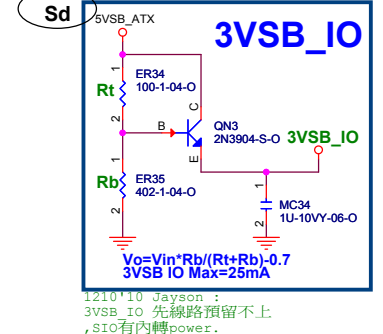 Sd
5VSB_ATX
3VSB_IO
1
Rt
ER34
100-1-04-O
2
C
B
QN3
2N3904-S-O
3VSB_IO
E
1
Rb
ER35
402-1-04-O
2
1
MC34
1U-10VY-06-O
2
Vo=Vin*Rb/(Rt+Rb)-0.7
3VSB IO Max=25mA
1210'10 Jayson :
3VSB_IO 先線路預留不上
,SIO有內轉power.